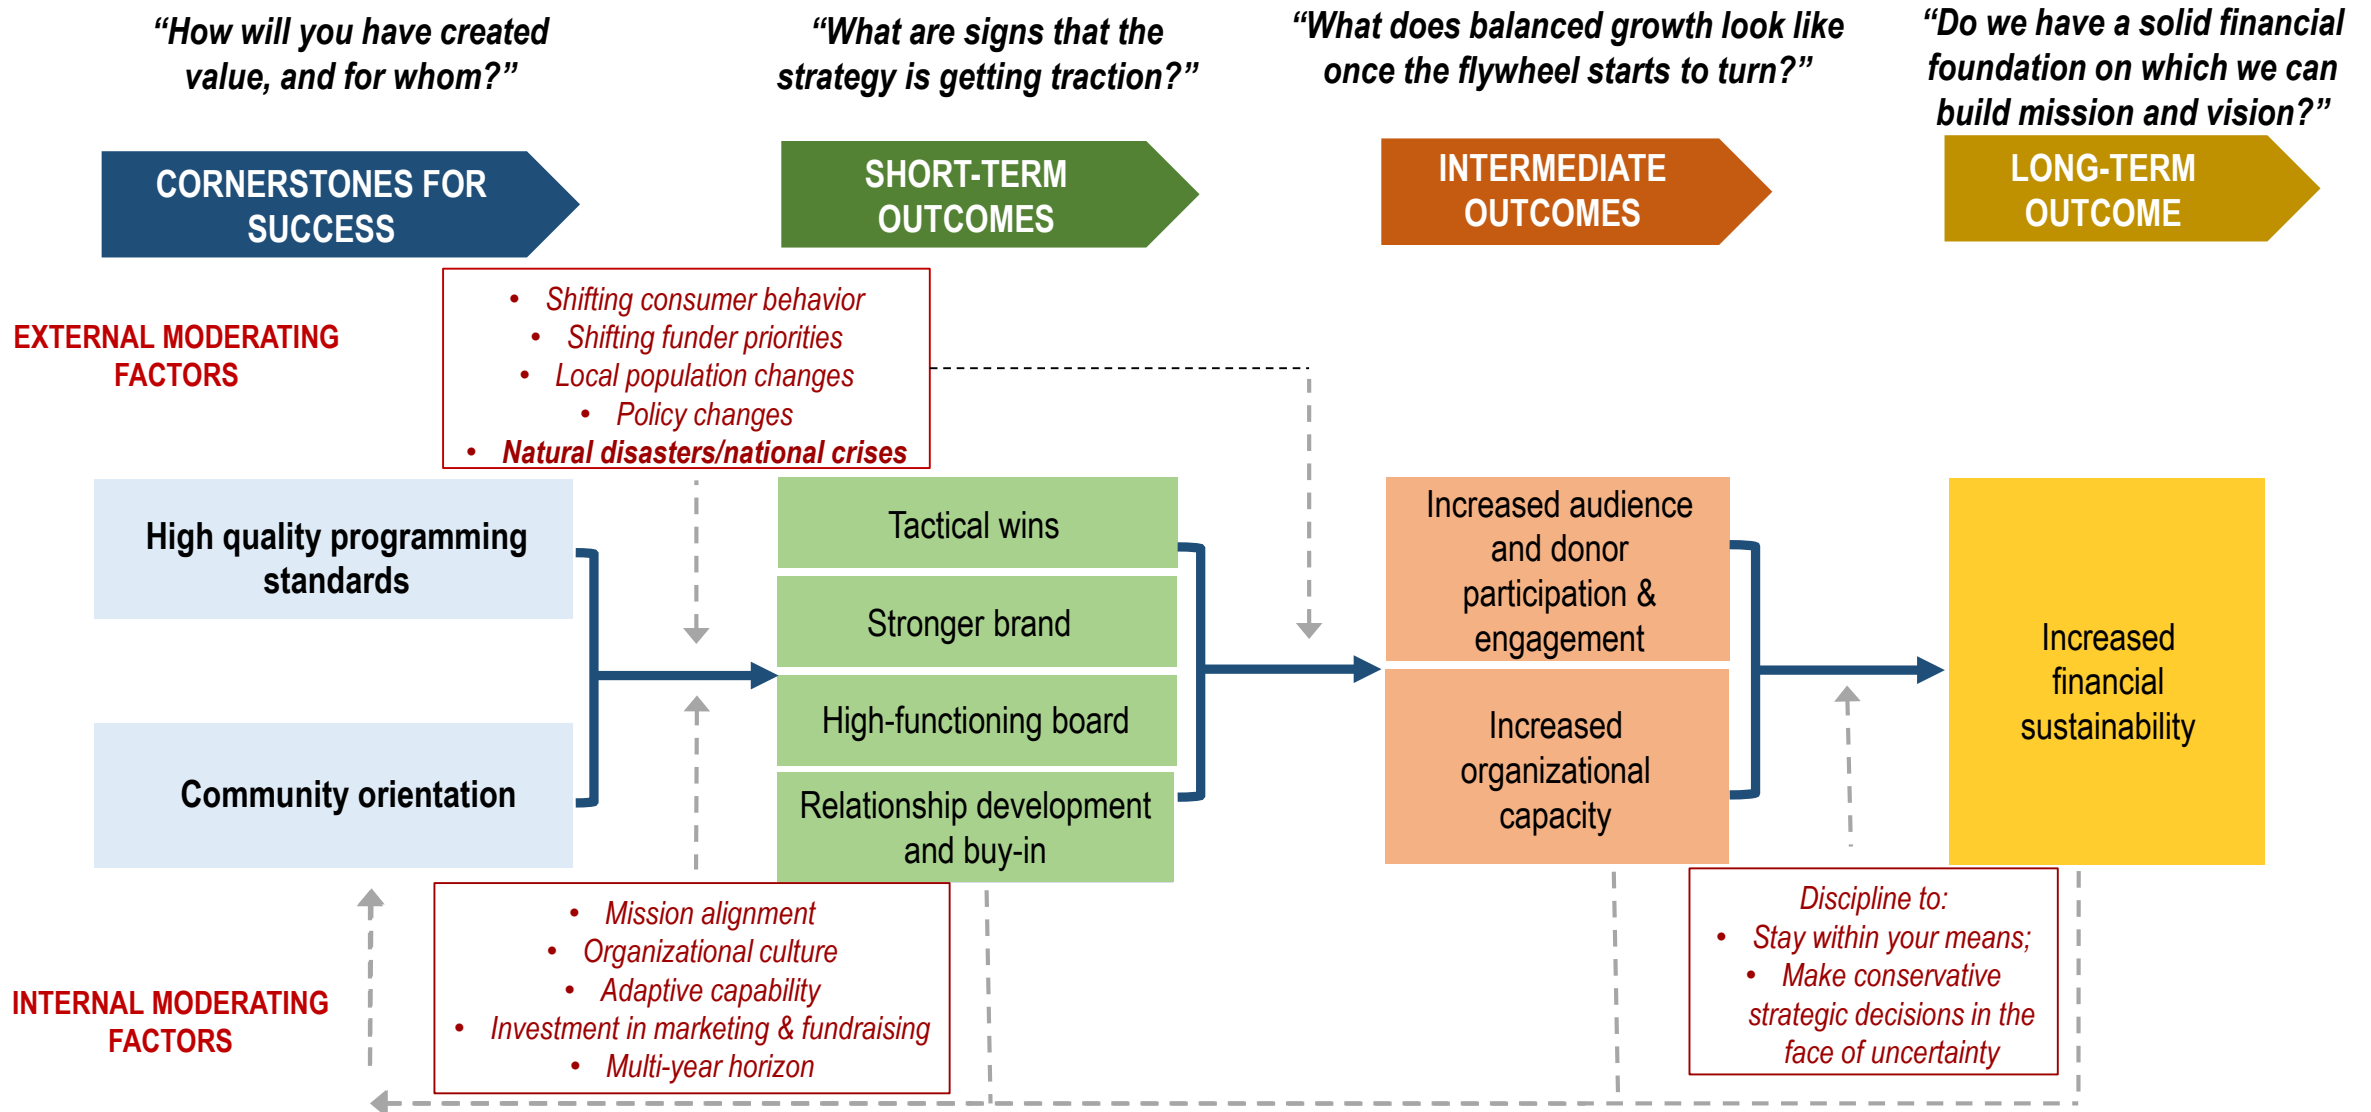 “How will you have created
value, and for whom?”
“What are signs that the
strategy is getting traction?”
“What does balanced growth look like
once the flywheel starts to turn?”
“Do we have a solid financial
foundation on which we can
build mission and vision?”
CORNERSTONES FOR
SUCCESS
SHORT-TERM
OUTCOMES
INTERMEDIATE
OUTCOMES
LONG-TERM
OUTCOME
EXTERNAL MODERATING
FACTORS
• Shifting consumer behavior
• Shifting funder priorities
• Local population changes
• Policy changes
• Natural disasters/national crises
High quality programming
standards
Community orientation
Tactical wins
Stronger brand
High-functioning board
Relationship development
and buy-in
Increased audience
and donor
participation &
engagement
Increased
organizational
capacity
Increased
financial
sustainability
INTERNAL MODERATING
FACTORS
• Mission alignment
• Organizational culture
• Adaptive capability
• Investment in marketing & fundraising
• Multi-year horizon
Discipline to:
• Stay within your means;
• Make conservative
strategic decisions in the
face of uncertainty